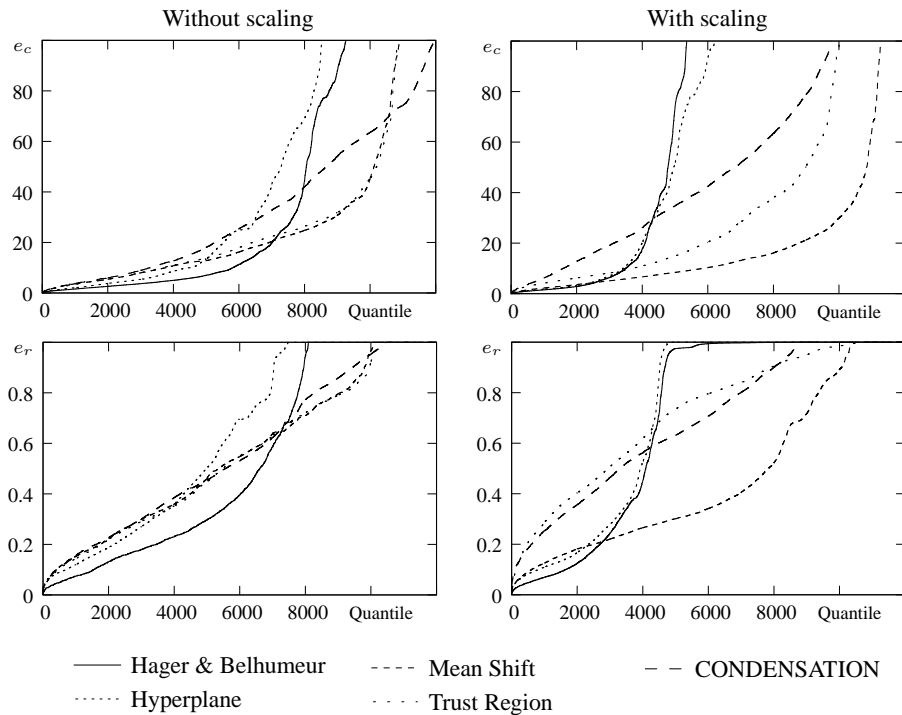 Without scaling
With scaling
e_c
80
60
40
20
0
0 2000 4000 6000 8000 Quantile
e_c
80
60
40
20
0
0 2000 4000 6000 8000 Quantile
e_r
0.8
0.6
0.4
0.2
0
0 2000 4000 6000 8000 Quantile
e_r
0.8
0.6
0.4
0.2
0
0 2000 4000 6000 8000 Quantile
Hager & Belhumeur
Mean Shift
CONDENSATION
Hyperplane
Trust Region